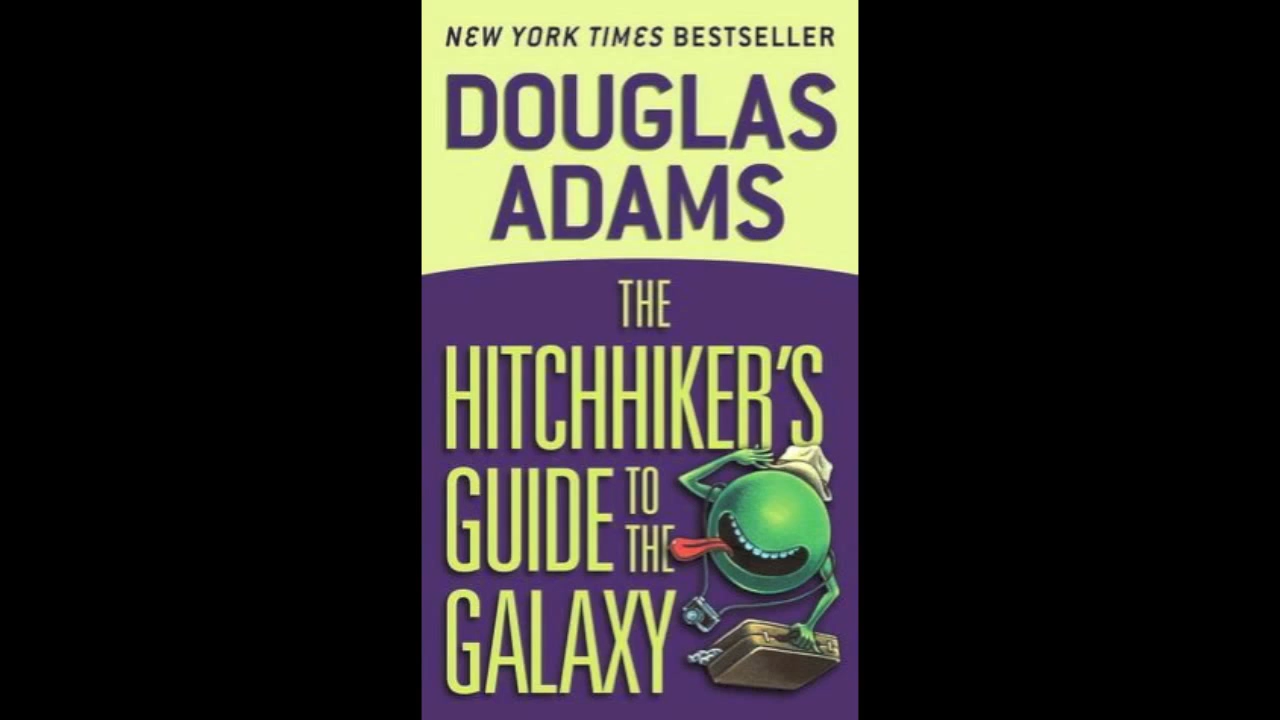 NEW YORK TIMES BESTSELLER
DOUGLAS
ADAMS
THE
HITCHHIKER'S
GUIDE TO
THE
GALAXY